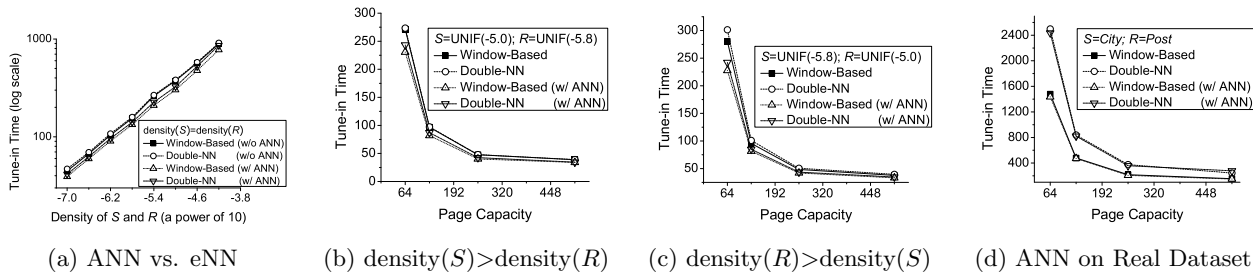 1000
100
Tune-in Time (log scale)
density(S)=density(R)
Window-Based (w/o ANN)
Double-NN (w/o ANN)
Window-Based (w/ ANN)
Double-NN (w/ ANN)
-7.0 -6.2 -5.4 -4.6 -3.8
Density of S and R (a power of 10)
(a) ANN vs. eNN
300
250
200
150
100
50
0
Tune-in Time
S=UNIF(-5.0); R=UNIF(-5.8)
Window-Based
Double-NN
Window-Based (w/ ANN)
Double-NN (w/ ANN)
64 192 320 448
Page Capacity
(b) density(S)>density(R)
300
250
200
150
100
50
Tune-in Time
S=UNIF(-5.8); R=UNIF(-5.0)
Window-Based
Double-NN
Window-Based (w/ ANN)
Double-NN (w/ ANN)
64 192 320 448
Page Capacity
(c) density(R)>density(S)
2400
2000
1600
1200
800
400
Tune-in Time
S=City; R=Post
Window-Based
Double-NN
Window-Based (w/ ANN)
Double-NN (w/ ANN)
64 192 320 448
Page Capacity
(d) ANN on Real Dataset